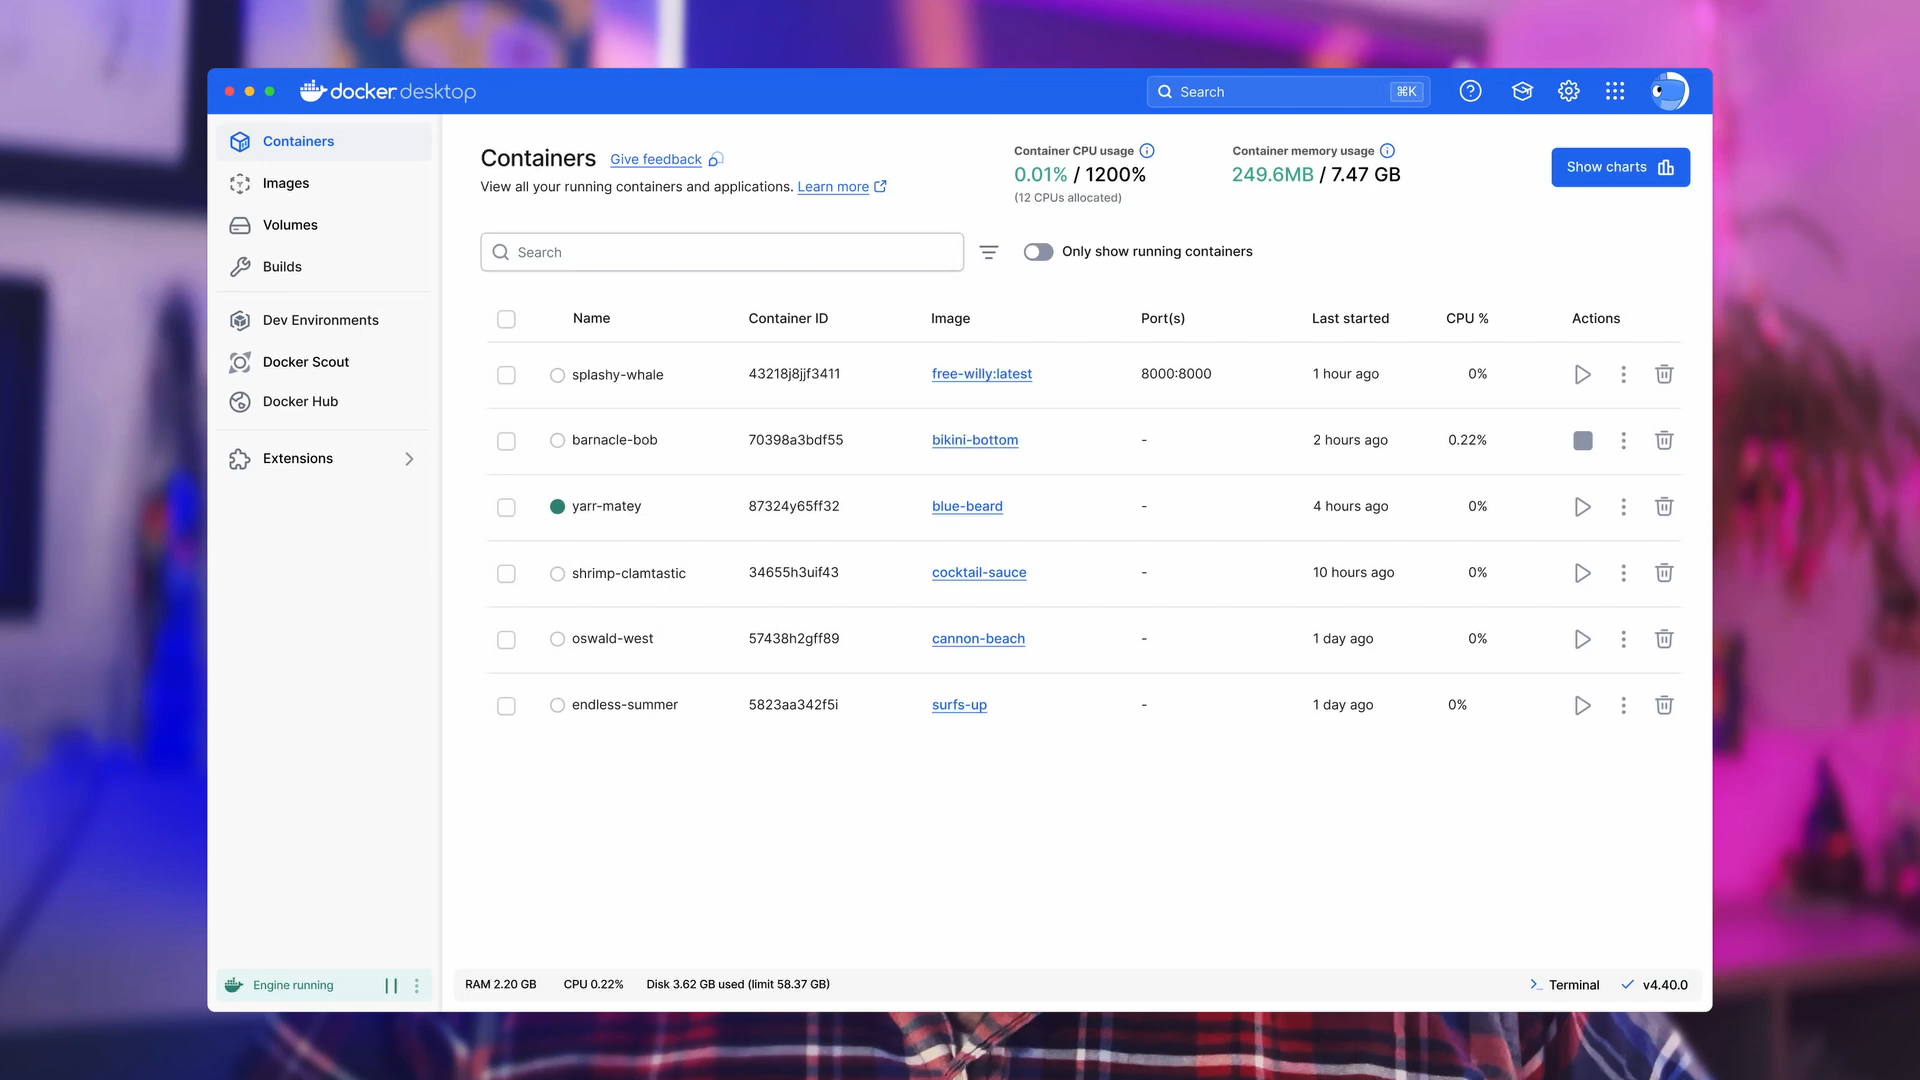 docker desktop
Search
⌘K
Containers
Images
Volumes
Builds
Dev Environments
Docker Scout
Docker Hub
Extensions
Containers Give feedback
View all your running containers and applications. Learn more
Container CPU usage
0.01% / 1200%
(12 CPUs allocated)
Container memory usage
249.6MB / 7.47 GB
Show charts
Search
Only show running containers
Name Container ID Image Port(s) Last started CPU % Actions
splashy-whale 43218j8jjf3411 free-willy:latest 8000:8000 1 hour ago 0%
barnacle-bob 70398a3bdf55 bikini-bottom - 2 hours ago 0.22%
yarr-matey 87324y65ff32 blue-beard - 4 hours ago 0%
shrimp-clamtastic 34655h3uif43 cocktail-sauce - 10 hours ago 0%
oswald-west 57438h2gff89 cannon-beach - 1 day ago 0%
endless-summer 5823aa342f5i surfs-up - 1 day ago 0%
Engine running
RAM 2.20 GB CPU 0.22% Disk 3.62 GB used (limit 58.37 GB)
Terminal v4.40.0